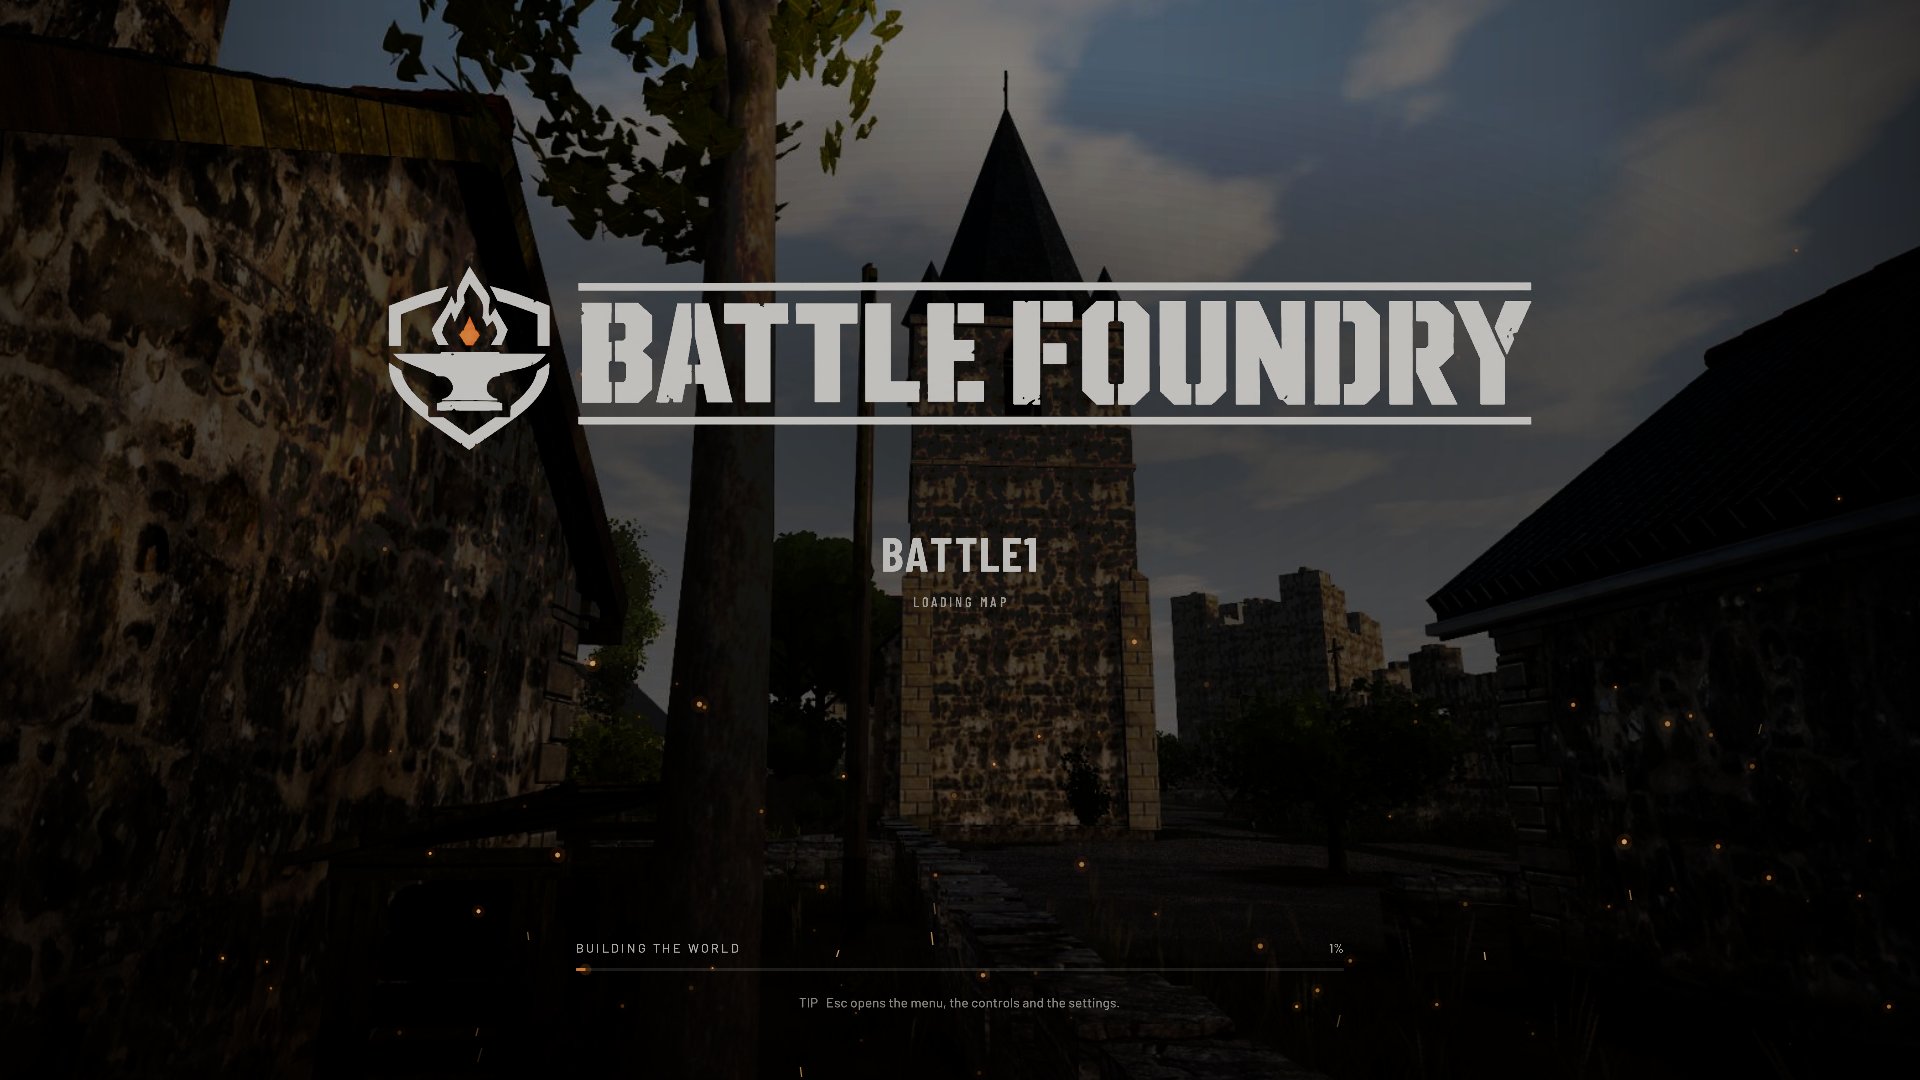 BATTLE FOUNDRY
BATTLE1
LOADING MAP
BUILDING THE WORLD 1%
TIP Esc opens the menu, the controls and the settings.